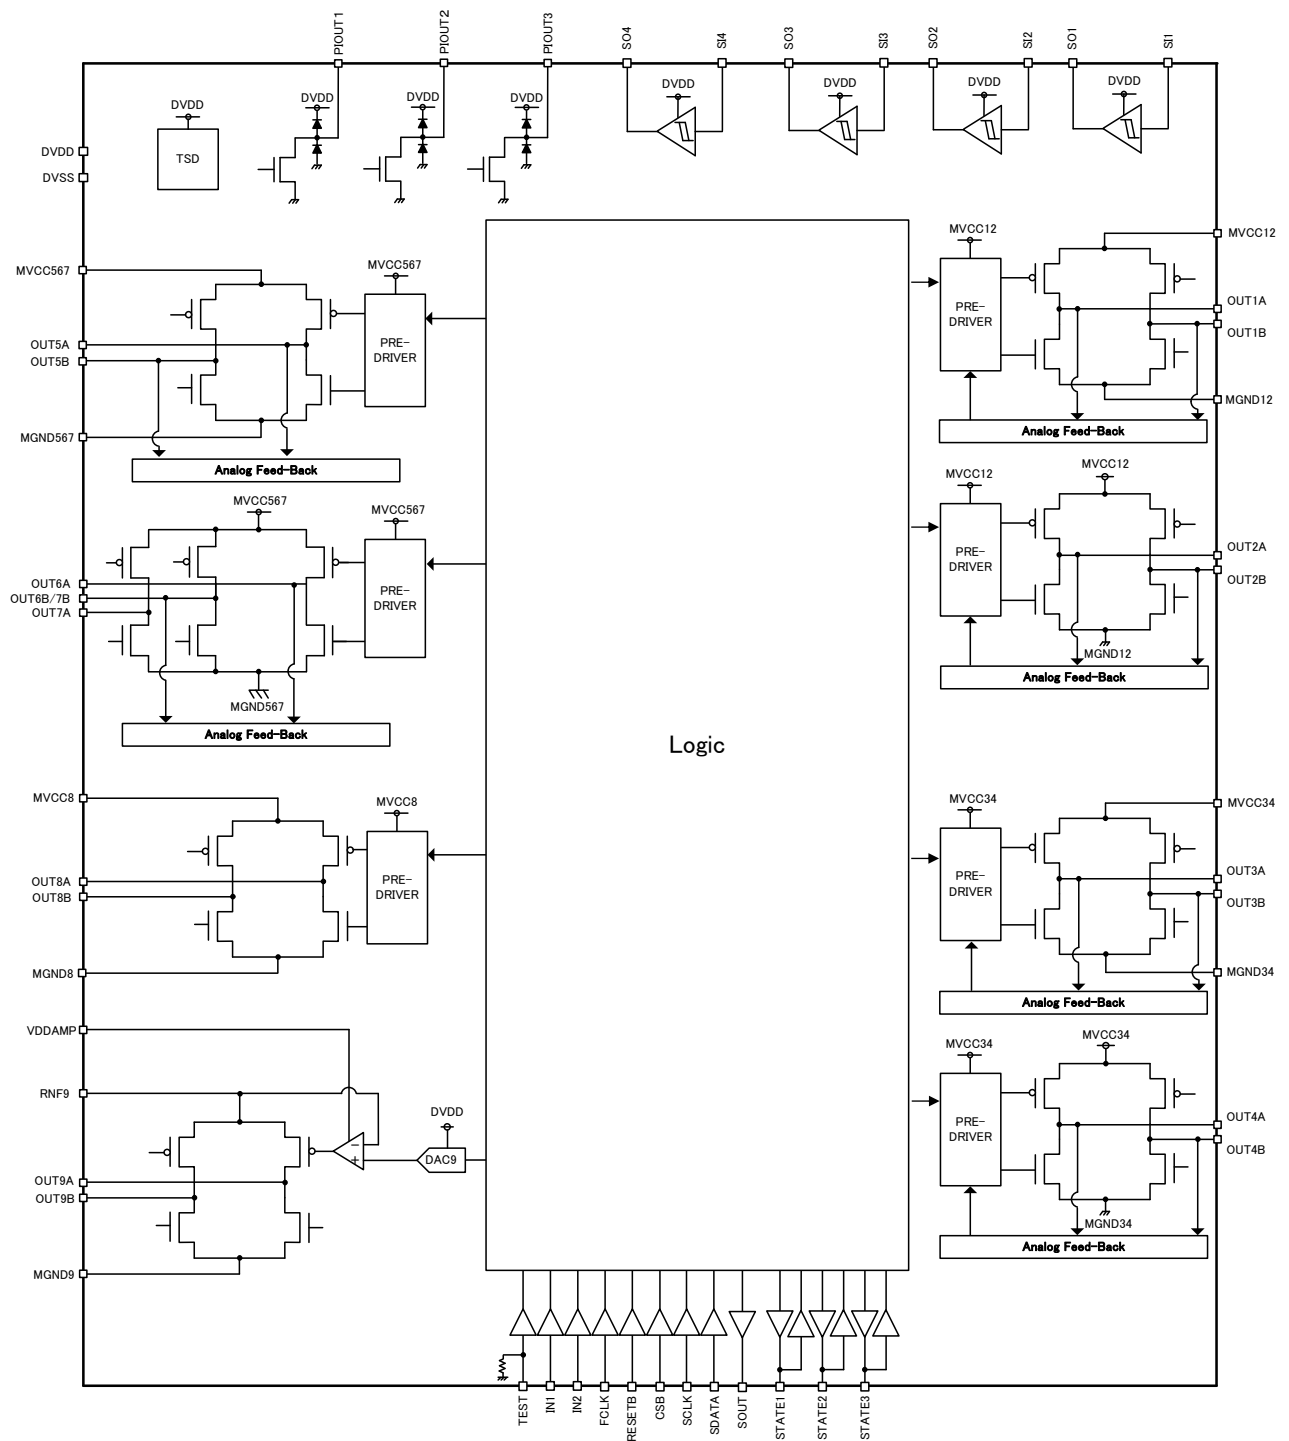 PIOUT1
PIOUT2
PIOUT3
SO4
SI4
SO3
SI3
SO2
SI2
SO1
SI1
DVDD
DVDD
DVDD
DVDD
DVDD
DVDD
DVDD
DVDD
TSD
DVDD
DVSS
MVCC567
MVCC567
PRE-
DRIVER
OUT5A
OUT5B
MGND567
Analog Feed-Back
MVCC567
MVCC567
PRE-
DRIVER
OUT6A
OUT6B/7B
OUT7A
MGND567
Analog Feed-Back
MVCC8
MVCC8
PRE-
DRIVER
OUT8A
OUT8B
MGND8
VDDAMP
RNF9
DVDD
DAC9
−
+
OUT9A
OUT9B
MGND9
Logic
MVCC12
MVCC12
PRE-
DRIVER
OUT1A
OUT1B
MGND12
Analog Feed-Back
MVCC12
MVCC12
PRE-
DRIVER
OUT2A
OUT2B
MGND12
Analog Feed-Back
MVCC34
MVCC34
PRE-
DRIVER
OUT3A
OUT3B
MGND34
Analog Feed-Back
MVCC34
MVCC34
PRE-
DRIVER
OUT4A
OUT4B
MGND34
Analog Feed-Back
TEST
IN1
IN2
FCLK
RESETB
CSB
SCLK
SDATA
SOUT
STATE1
STATE2
STATE3